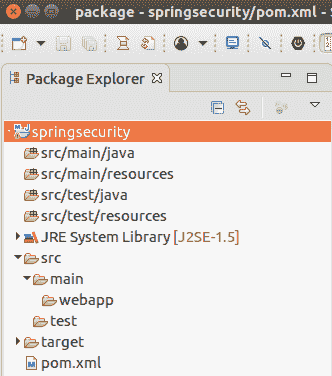 package - springsecurity/pom.xml - S
Package Explorer
springsecurity
src/main/java
src/main/resources
src/test/java
src/test/resources
JRE System Library [J2SE-1.5]
src
main
webapp
test
target
pom.xml